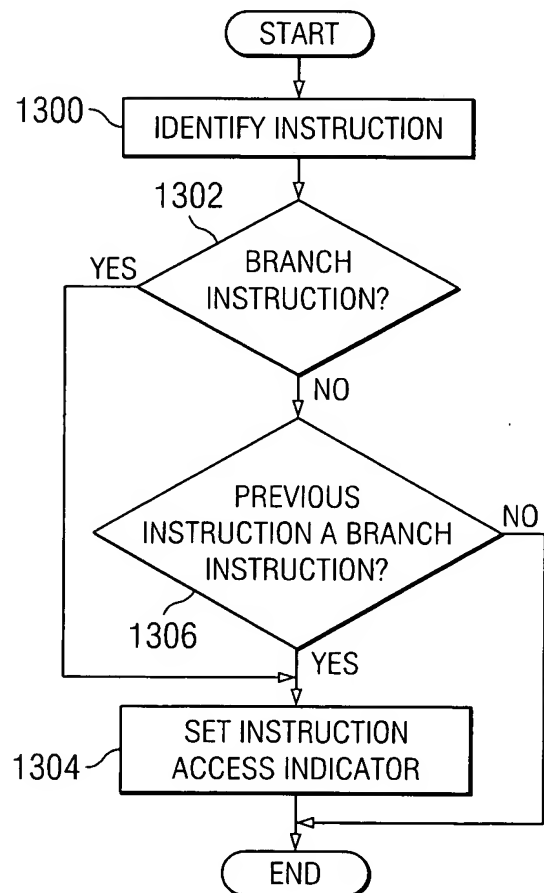 START
1300
IDENTIFY INSTRUCTION
1302
YES
BRANCH
INSTRUCTION?
NO
PREVIOUS
INSTRUCTION A BRANCH
INSTRUCTION?
NO
1306
YES
1304
SET INSTRUCTION
ACCESS INDICATOR
END